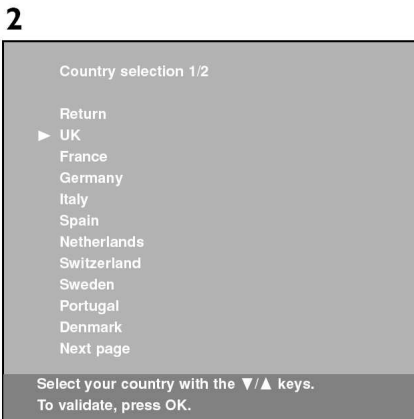 2
Country selection 1/2
Return
▶ UK
France
Germany
Italy
Spain
Netherlands
Switzerland
Sweden
Portugal
Denmark
Next page
Select your country with the ▼/▲ keys.
To validate, press OK.